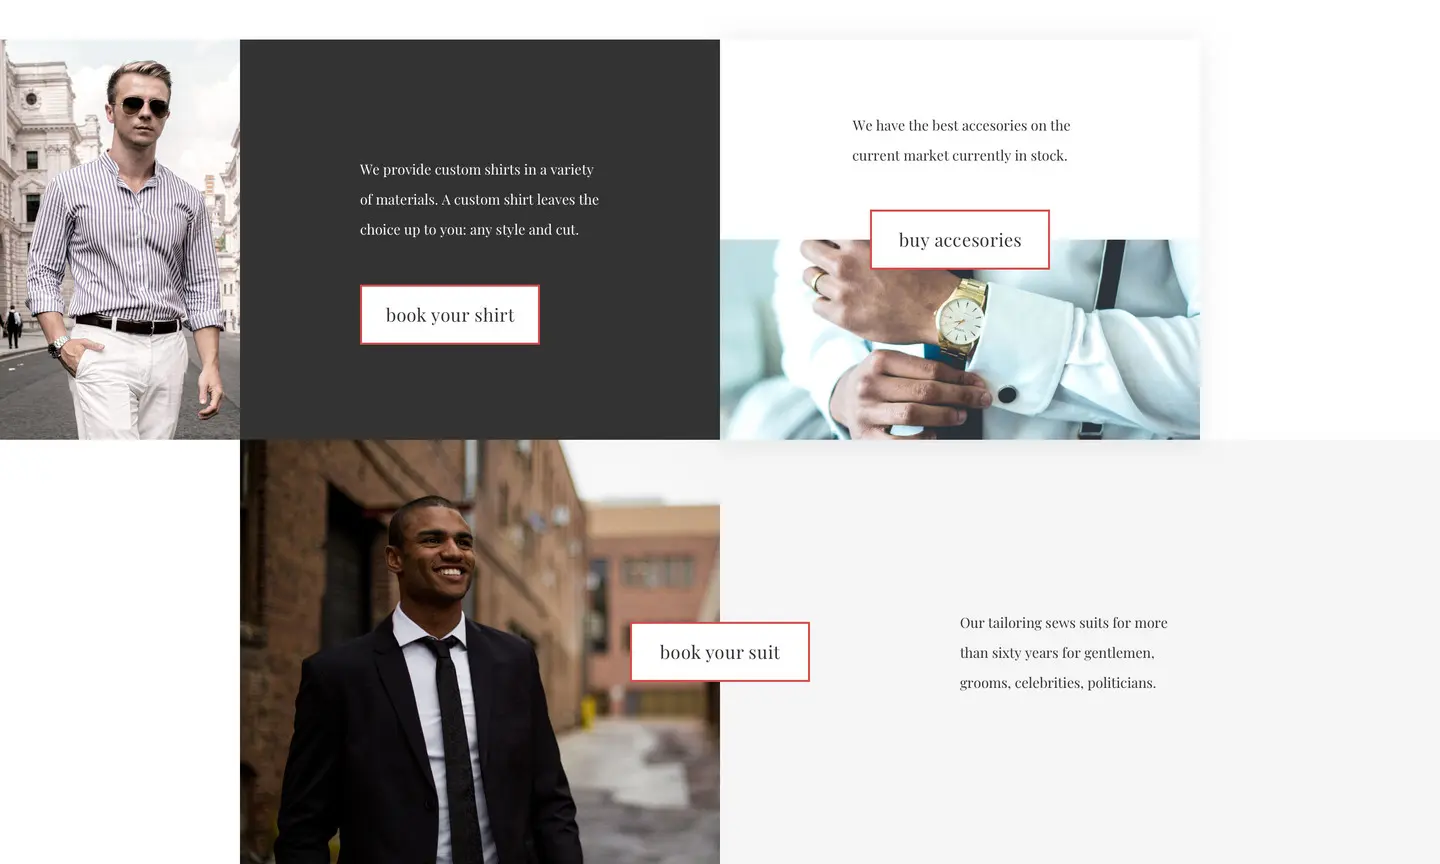 We provide custom shirts in a variety
of materials. A custom shirt leaves the
choice up to you: any style and cut.
book your shirt
We have the best accesories on the
current market currently in stock.
buy accesories
book your suit
Our tailoring sews suits for more
than sixty years for gentlemen,
grooms, celebrities, politicians.